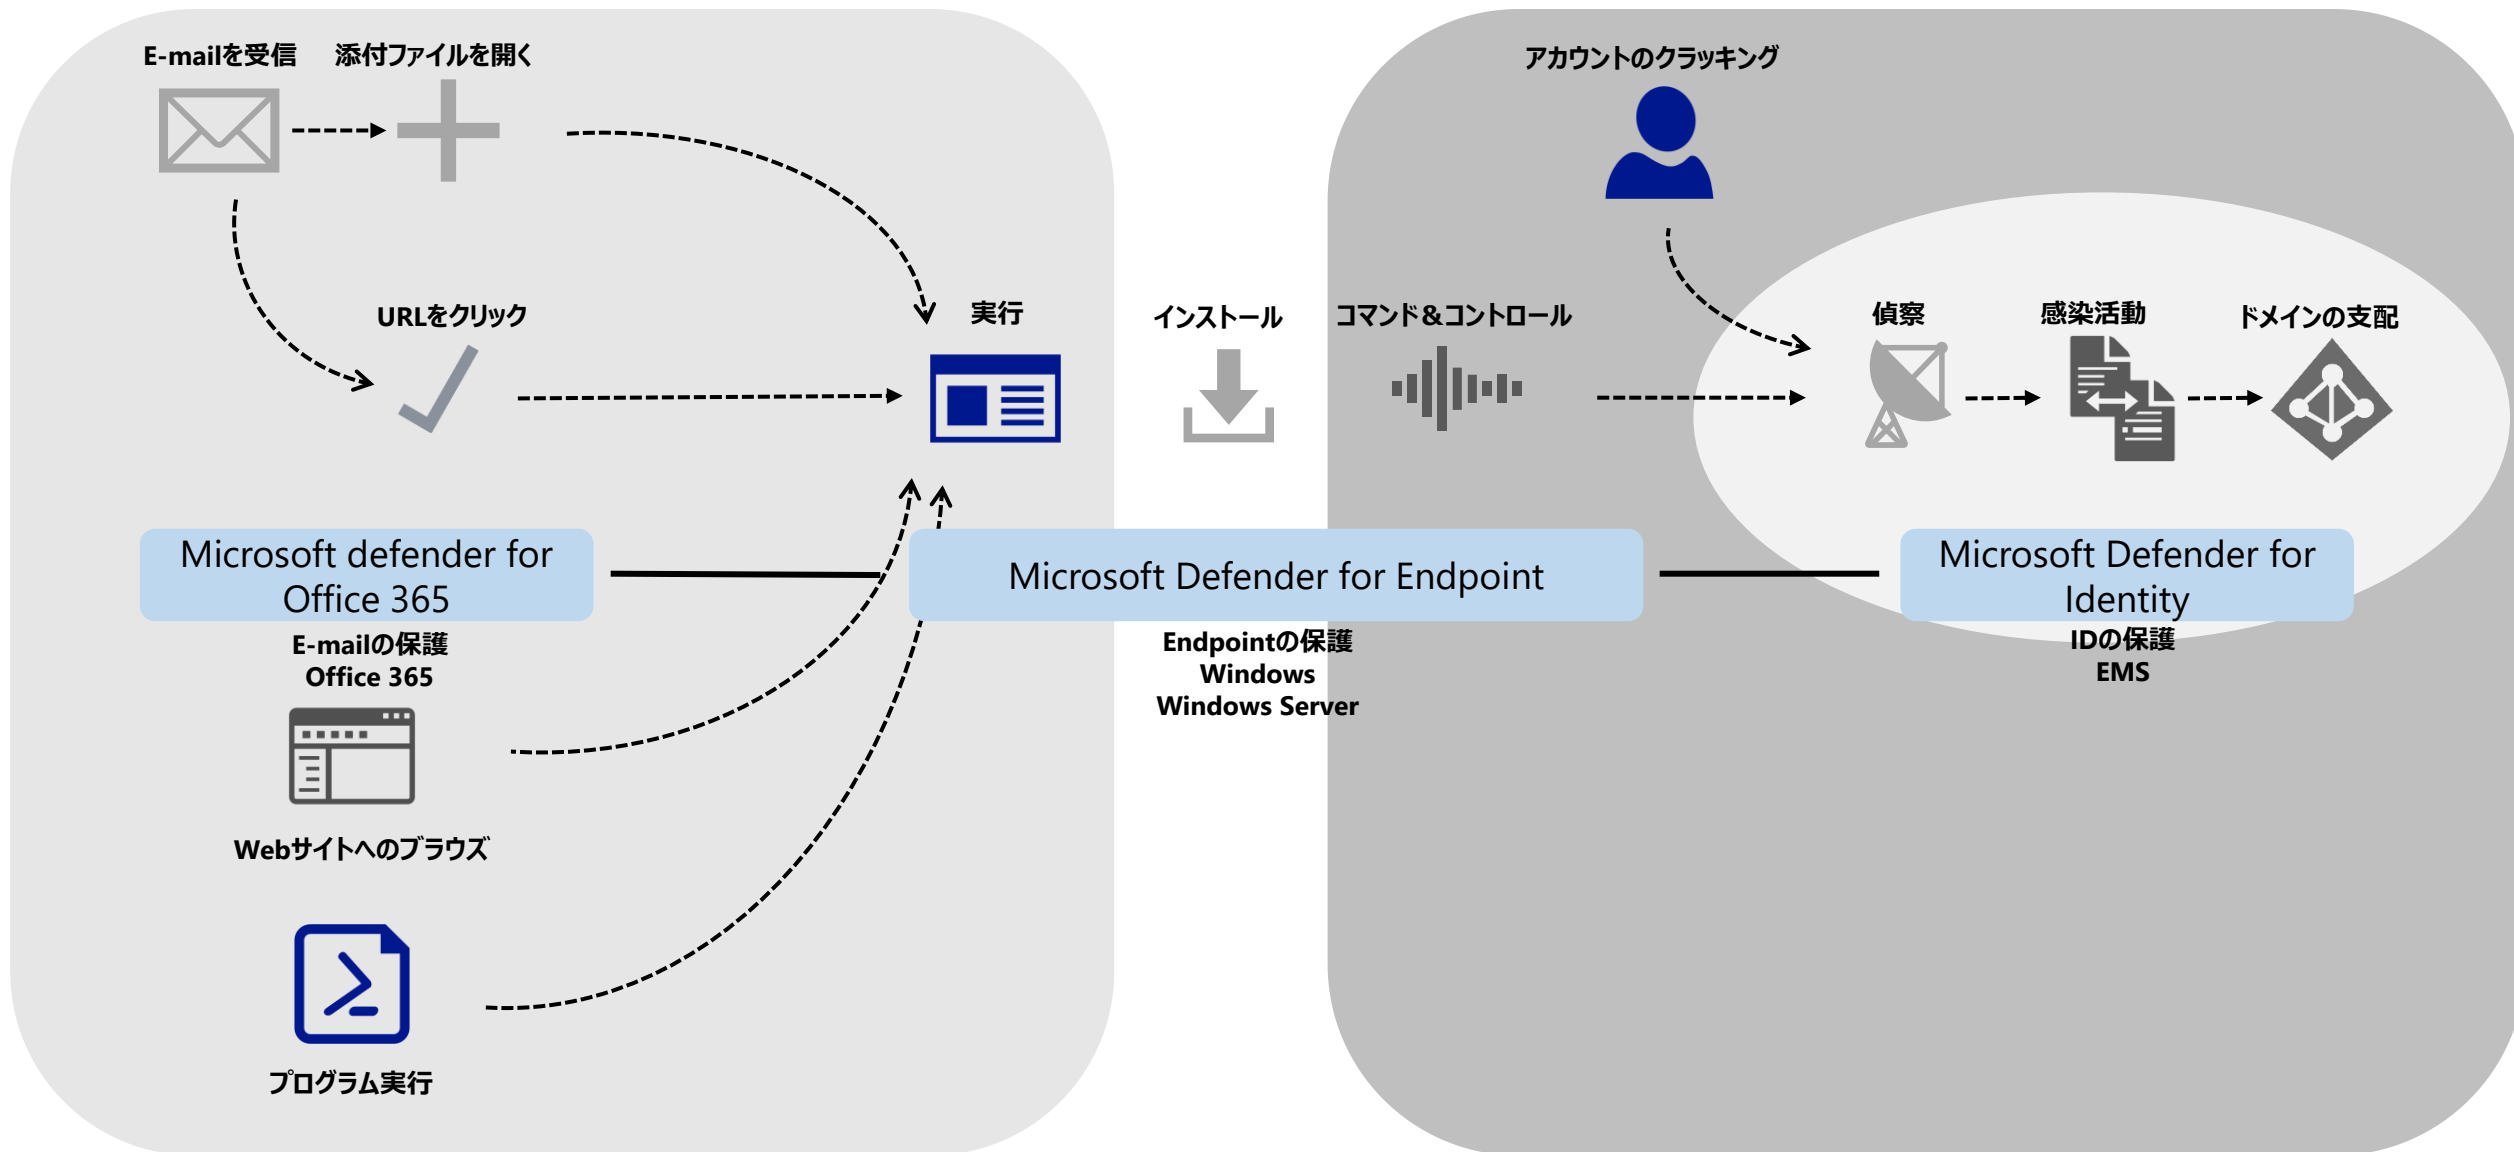 E-mailを受信
添付ファイルを開く
アカウントのクラッキング
URLをクリック
実行
インストール
コマンド＆コントロール
偵察
感染活動
ドメインの支配
Microsoft defender for
Office 365
E-mailの保護
Office 365
Microsoft Defender for Endpoint
Endpointの保護
Windows
Windows Server
Microsoft Defender for
Identity
IDの保護
EMS
Webサイトへのブラウズ
プログラム実行